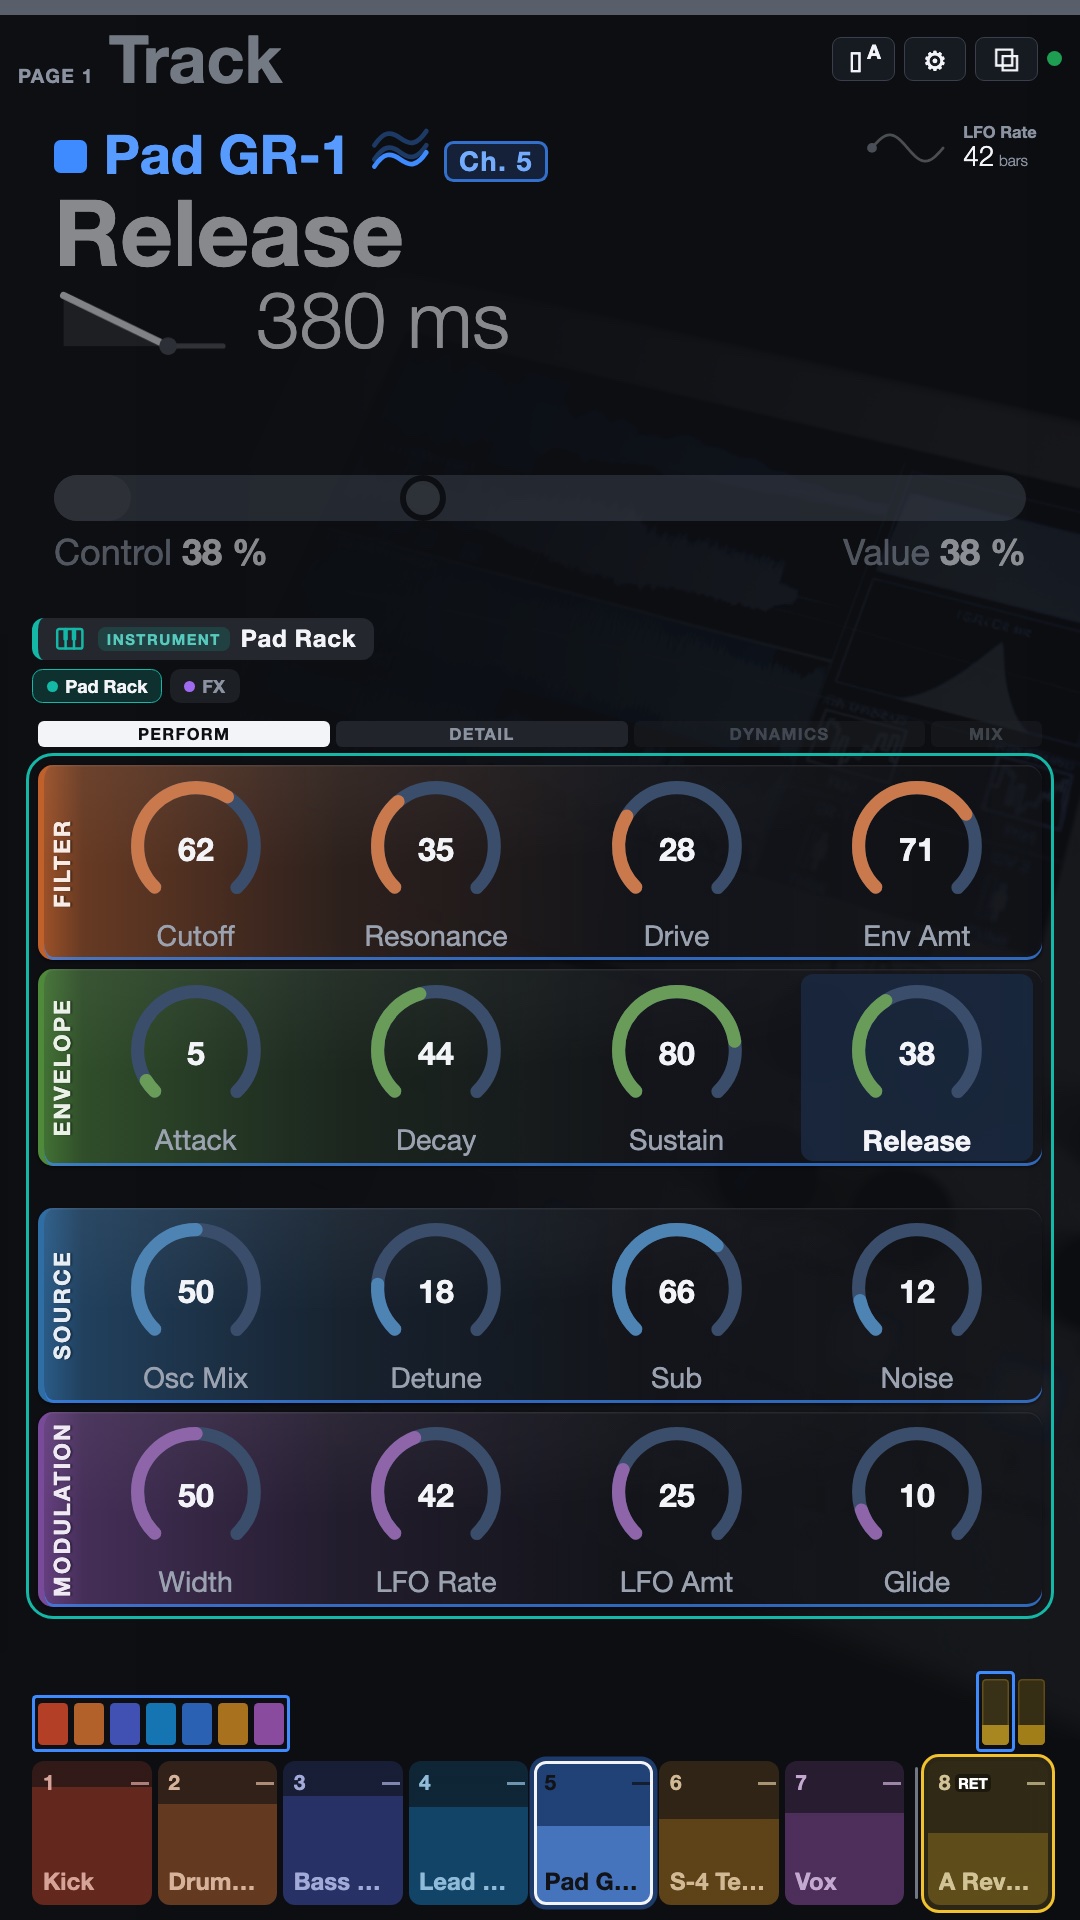 PAGE 1 Track A
Pad GR-1 Ch. 5
LFO Rate
42 bars
Release
380 ms
Control 38 % Value 38 %
INSTRUMENT Pad Rack
Pad Rack FX
PERFORM DETAIL DYNAMICS MIX
FILTER
62 35 28 71
Cutoff Resonance Drive Env Amt
ENVELOPE
5 44 80 38
Attack Decay Sustain Release
SOURCE
50 18 66 12
Osc Mix Detune Sub Noise
MODULATION
50 42 25 10
Width LFO Rate LFO Amt Glide
1 2 3 4 5 6 7 8 RET
Kick Drum... Bass ... Lead ... Pad G... S-4 Te... Vox A Rev...